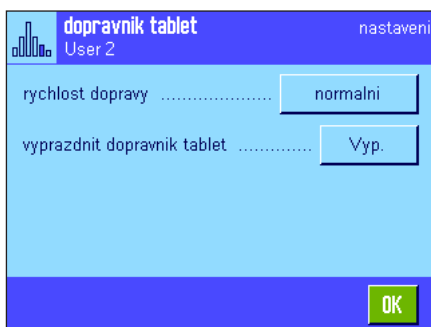 dopravnik tablet nastaveni
User 2
rychlost dopravy ..................... normalni
vyprazdnit dopravnik tablet .............. Vyp.
OK